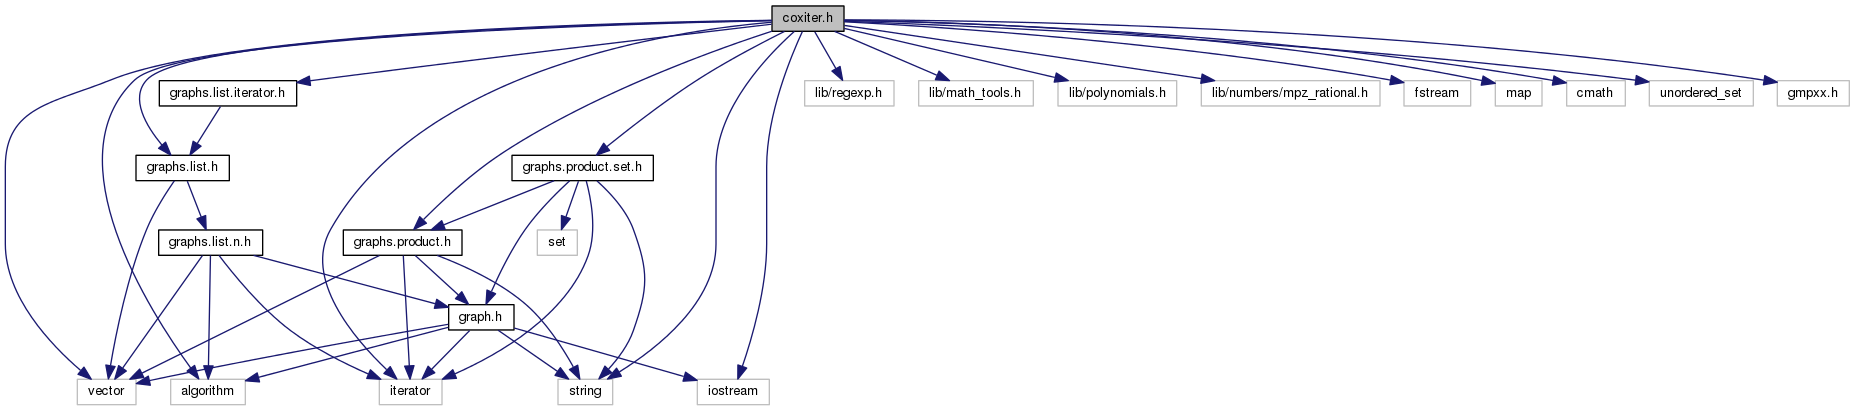 coxiter.h
graphs.list.iterator.h
lib/regexp.h
lib/math_tools.h
lib/polynomials.h
lib/numbers/mpz_rational.h
fstream
map
cmath
unordered_set
gmpxx.h
graphs.list.h
graphs.product.set.h
graphs.list.n.h
graphs.product.h
set
graph.h
vector
algorithm
iterator
string
iostream